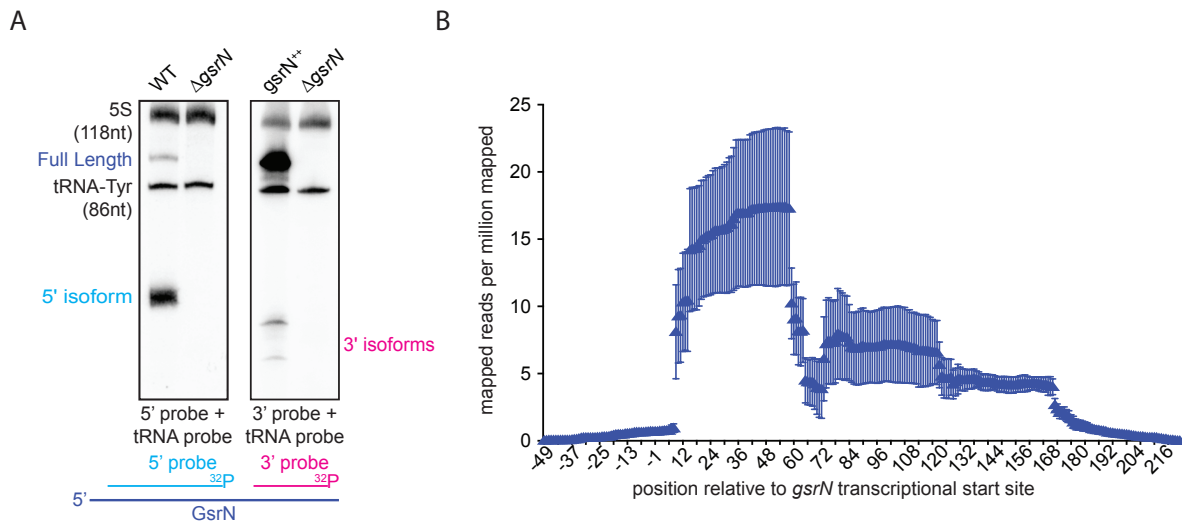 A
WT
ΔgsrN
gsrN++
ΔgsrN
5S
(118nt)
Full Length
tRNA-Tyr
(86nt)
5' isoform
3' isoforms
5' probe +
tRNA probe
3' probe +
tRNA probe
5' probe
32P
3' probe
32P
5'
GsrN
B
mapped reads per million mapped
25
20
15
10
5
0
-49 -37 -25 -13 -1 12 24 36 48 60 72 84 96 108 120 132 144 156 168 180 192 204 216
position relative to gsrN transcriptional start site